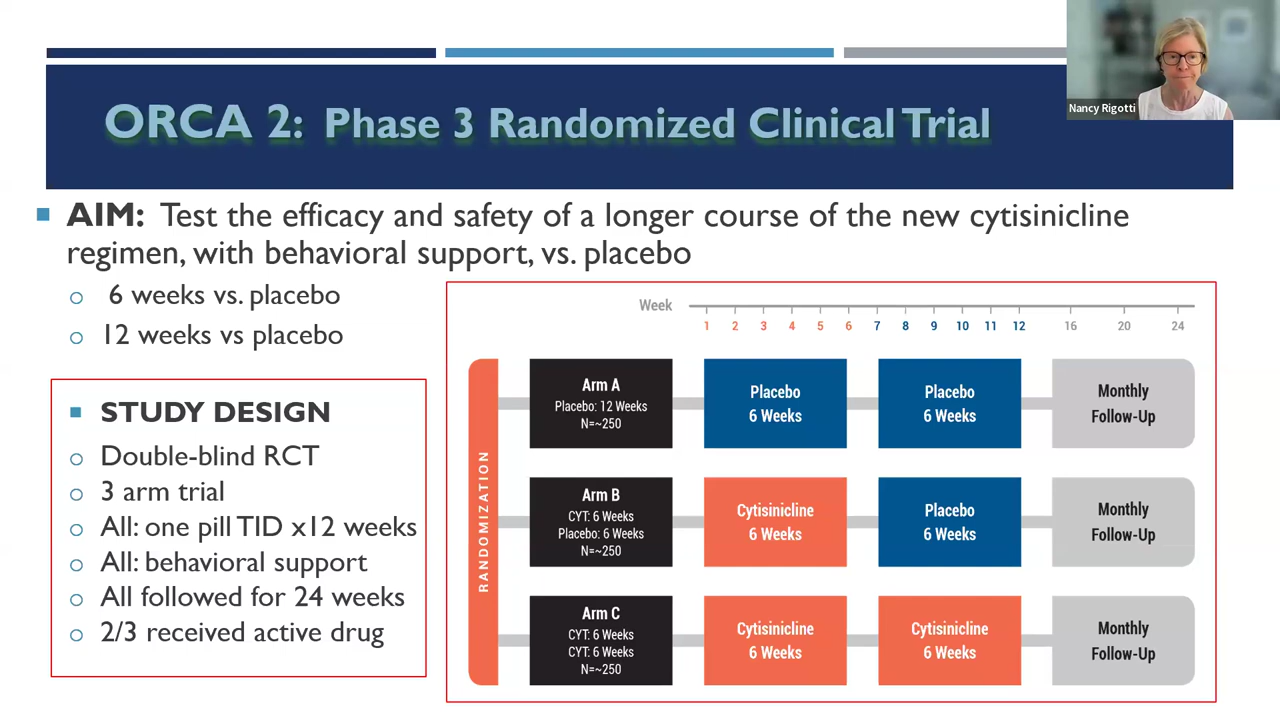 Nancy Rigotti
ORCA 2: Phase 3 Randomized Clinical Trial
AIM: Test the efficacy and safety of a longer course of the new cytisinicline
regimen, with behavioral support, vs. placebo
6 weeks vs. placebo
12 weeks vs placebo
STUDY DESIGN
Double-blind RCT
3 arm trial
All: one pill TID x12 weeks
All: behavioral support
All followed for 24 weeks
2/3 received active drug
Week
1 2 3 4 5 6 7 8 9 10 11 12 16 20 24
RANDOMIZATION
Arm A
Placebo: 12 Weeks
N=~250
Placebo
6 Weeks
Placebo
6 Weeks
Monthly
Follow-Up
Arm B
CYT: 6 Weeks
Placebo: 6 Weeks
N=~250
Cytisinicline
6 Weeks
Placebo
6 Weeks
Monthly
Follow-Up
Arm C
CYT: 6 Weeks
CYT: 6 Weeks
N=~250
Cytisinicline
6 Weeks
Cytisinicline
6 Weeks
Monthly
Follow-Up